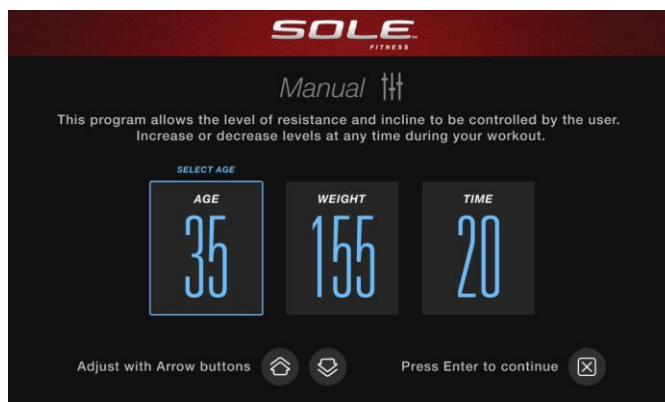 SOLE
FITNESS
Manual
This program allows the level of resistance and incline to be controlled by the user.
Increase or decrease levels at any time during your workout.
SELECT AGE
AGE
35
WEIGHT
155
TIME
20
Adjust with Arrow buttons
Press Enter to continue